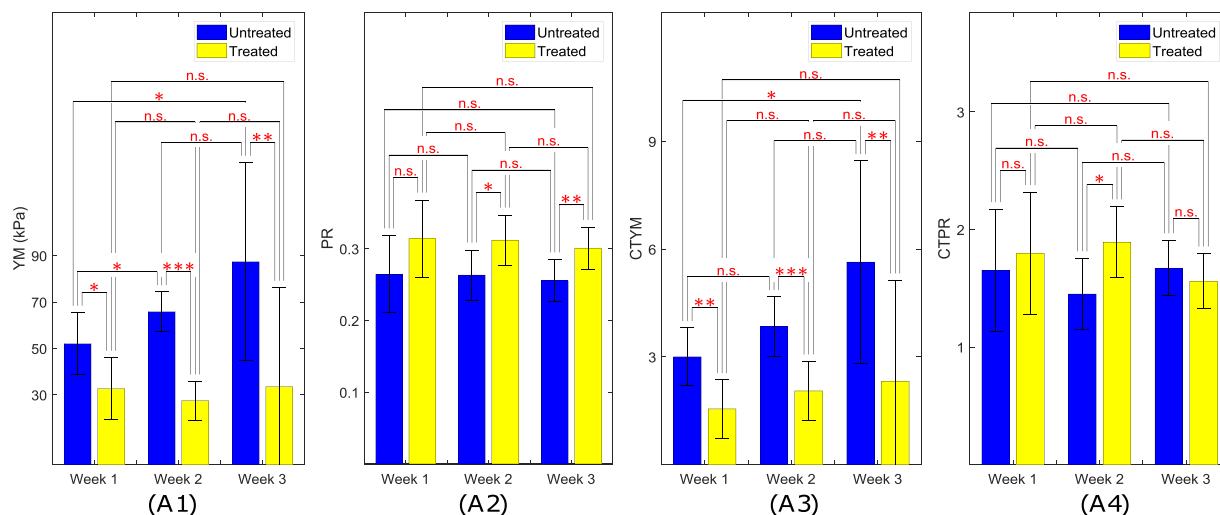 Untreated
Treated
n.s.
*
n.s.
n.s.
n.s.
**
*
***
*
YM (kPa)
90
70
50
30
Week 1
Week 2
Week 3
(A1)
Untreated
Treated
n.s.
n.s.
n.s.
n.s.
n.s.
n.s.
n.s.
*
**
PR
0.3
0.2
0.1
Week 1
Week 2
Week 3
(A2)
Untreated
Treated
n.s.
*
n.s.
n.s.
n.s.
**
n.s.
***
**
CTYM
9
6
3
Week 1
Week 2
Week 3
(A3)
Untreated
Treated
n.s.
n.s.
n.s.
n.s.
n.s.
n.s.
n.s.
*
n.s.
CTPR
3
2
1
Week 1
Week 2
Week 3
(A4)